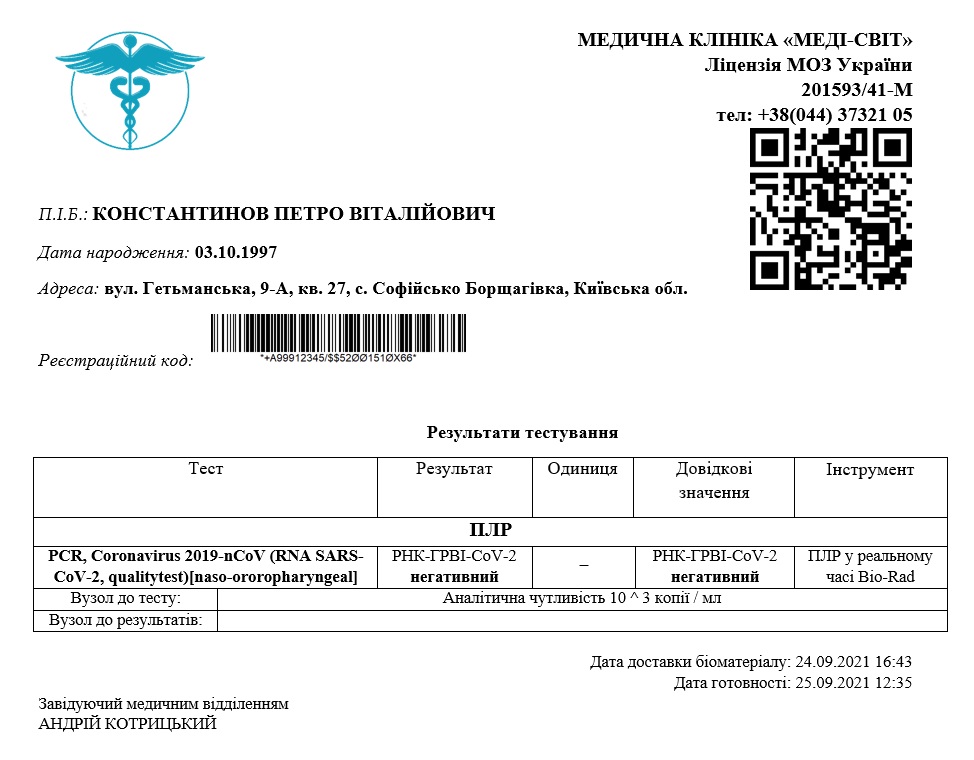 МЕДИЧНА КЛІНІКА «МЕДІ-СВІТ»
Ліцензія МОЗ України
201593/41-М
тел: +38(044) 37321 05
П.І.Б.: КОНСТАНТИНОВ ПЕТРО ВІТАЛІЙОВИЧ
Дата народження: 03.10.1997
Адреса: вул. Гетьманська, 9-А, кв. 27, с. Софійсько Борщагівка, Київська обл.
Реєстраційний код:
*+A99912345/$$52ØØ151ØX66*
Результати тестування
Тест Результат Одиниця Довідкові значення Інструмент
ПЛР
PCR, Coronavirus 2019-nCoV (RNA SARS-CoV-2, qualitytest)[naso-ororopharyngeal] РНК-ГРВІ-CoV-2 негативний – РНК-ГРВІ-CoV-2 негативний ПЛР у реальному часі Bio-Rad
Вузол до тесту: Аналітична чутливість 10 ^ 3 копії / мл
Вузол до результатів:
Дата доставки біоматеріалу: 24.09.2021 16:43
Дата готовності: 25.09.2021 12:35
Завідуючий медичним відділенням
АНДРІЙ КОТРИЦЬКИЙ